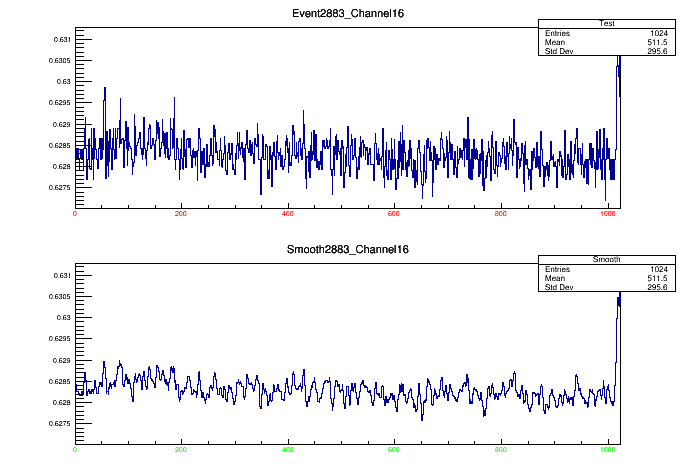 Event2883_Channel16
Test
Entries 1024
Mean 511.5
Std Dev 295.6
0.631
0.6305
0.63
0.6295
0.629
0.6285
0.628
0.6275
0 200 400 600 800 1000
Smooth2883_Channel16
Smooth
Entries 1024
Mean 511.5
Std Dev 295.6
0.631
0.6305
0.63
0.6295
0.629
0.6285
0.628
0.6275
0 200 400 600 800 1000